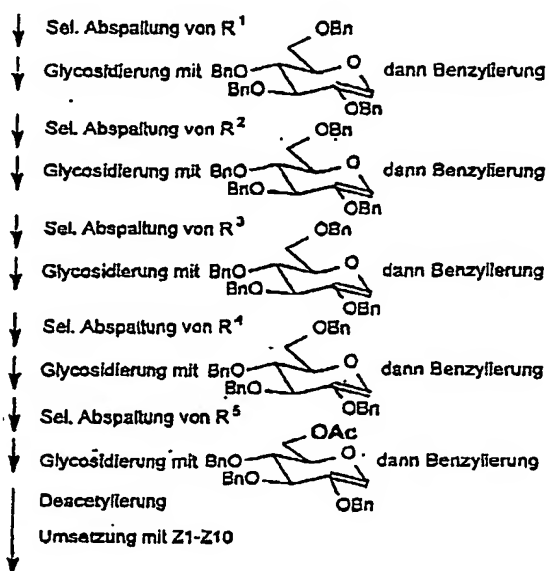 Sel. Abspaltung von R1
OBn
Glycosidierung mit BnO BnO O OBn dann Benzylierung
Sel. Abspaltung von R2
OBn
Glycosidierung mit BnO BnO O OBn dann Benzylierung
Sel. Abspaltung von R3
OBn
Glycosidierung mit BnO BnO O OBn dann Benzylierung
Sel. Abspaltung von R4
OBn
Glycosidierung mit BnO BnO O OBn dann Benzylierung
Sel. Abspaltung von R5
OAc
Glycosidierung mit BnO BnO O OBn dann Benzylierung
Deacetylierung
Umsetzung mit Z1-Z10